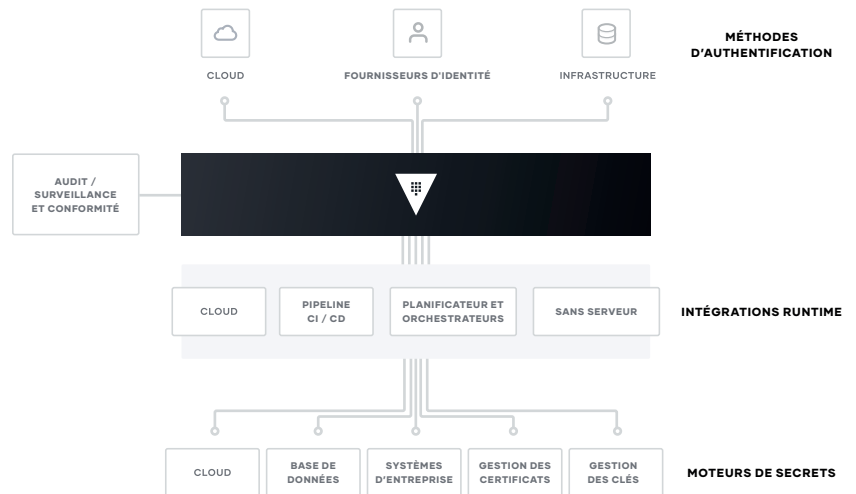 MÉTHODES
D'AUTHENTIFICATION
CLOUD
FOURNISSEURS D'IDENTITÉ
INFRASTRUCTURE
AUDIT /
SURVEILLANCE
ET CONFORMITÉ
CLOUD
PIPELINE
CI / CD
PLANIFICATEUR ET
ORCHESTRATEURS
SANS SERVEUR
INTÉGRATIONS RUNTIME
CLOUD
BASE DE
DONNÉES
SYSTÈMES
D'ENTREPRISE
GESTION DES
CERTIFICATS
GESTION
DES CLÉS
MOTEURS DE SECRETS